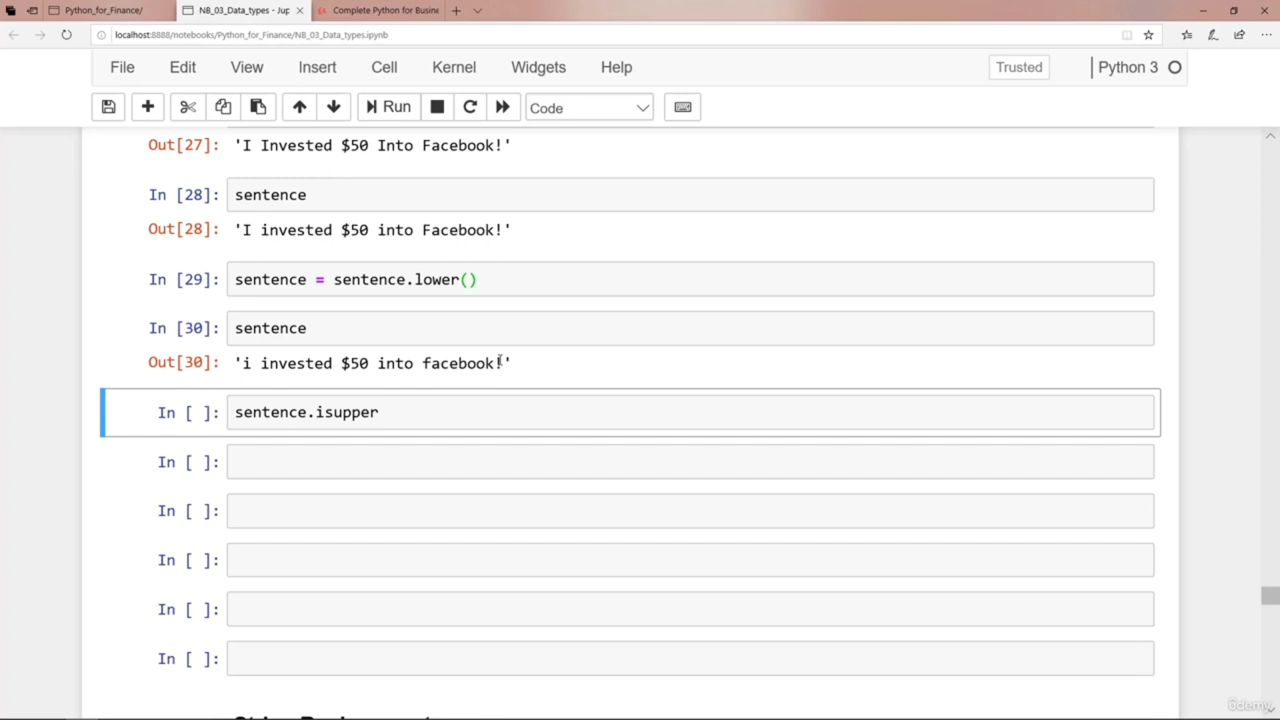 Python_for_Finance/
NB_03_Data_types - Jup
Complete Python for Busine
localhost:8888/notebooks/Python_for_Finance/NB_03_Data_types.ipynb
File Edit View Insert Cell Kernel Widgets Help Trusted Python 3
Run Code
Out[27]: 'I Invested $50 Into Facebook!'
In [28]: sentence
Out[28]: 'I invested $50 into Facebook!'
In [29]: sentence = sentence.lower()
In [30]: sentence
Out[30]: 'i invested $50 into facebook!'
In [ ]: sentence.isupper
In [ ]:
In [ ]:
In [ ]:
In [ ]:
In [ ]:
Udemy